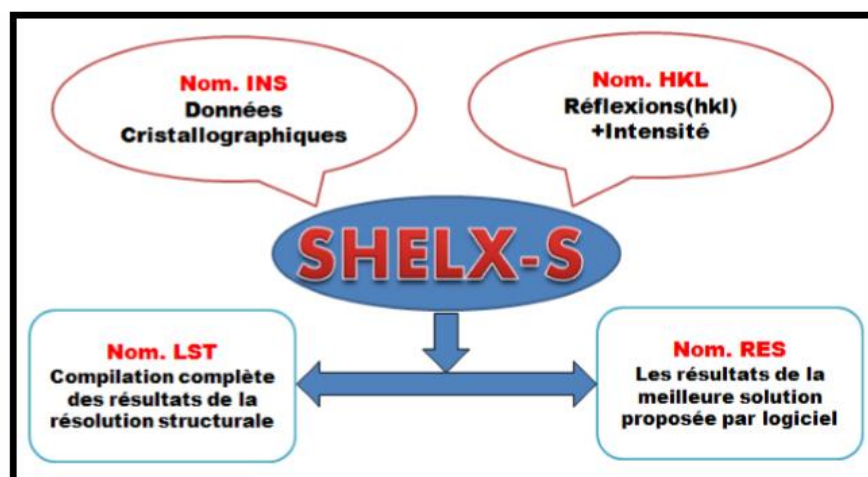 Nom. INS
Données
Cristallographiques
Nom. HKL
Réflexions(hkl)
+Intensité
SHELX-S
Nom. LST
Compilation complète
des résultats de la
résolution structurale
Nom. RES
Les résultats de la
meilleure solution
proposée par logiciel